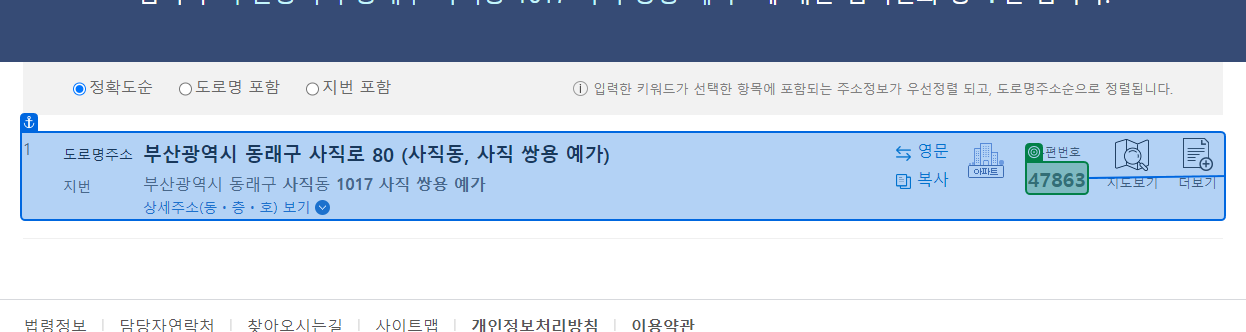 정확도순 도로명 포함 지번 포함 입력한 키워드가 선택한 항목에 포함되는 주소정보가 우선정렬 되고, 도로명주소순으로 정렬됩니다.
1 도로명주소 부산광역시 동래구 사직로 80 (사직동, 사직 쌍용 예가)
지번 부산광역시 동래구 사직동 1017 사직 쌍용 예가
상세주소(동·층·호) 보기
영문
복사
아파트
편번호
47863
지도보기
더보기
법령정보 | 담당자연락처 | 찾아오시는길 | 사이트맵 | 개인정보처리방침 | 이용약관